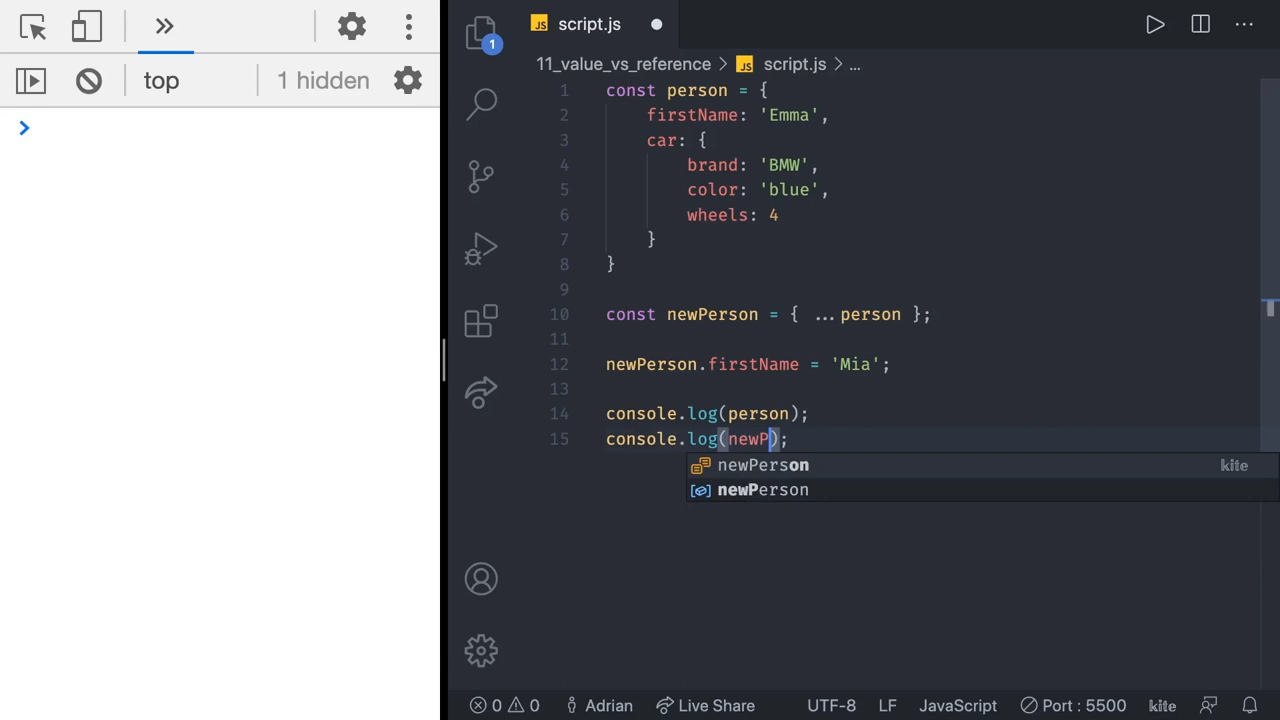 top
1 hidden
1
JS script.js
11_value_vs_reference > JS script.js > ...
1 const person = {
2 firstName: 'Emma',
3 car: {
4 brand: 'BMW',
5 color: 'blue',
6 wheels: 4
7 }
8 }
9
10 const newPerson = { ...person };
11
12 newPerson.firstName = 'Mia';
13
14 console.log(person);
15 console.log(newP);
newPerson kite
newPerson
0 0 Adrian Live Share UTF-8 LF JavaScript Port : 5500 kite